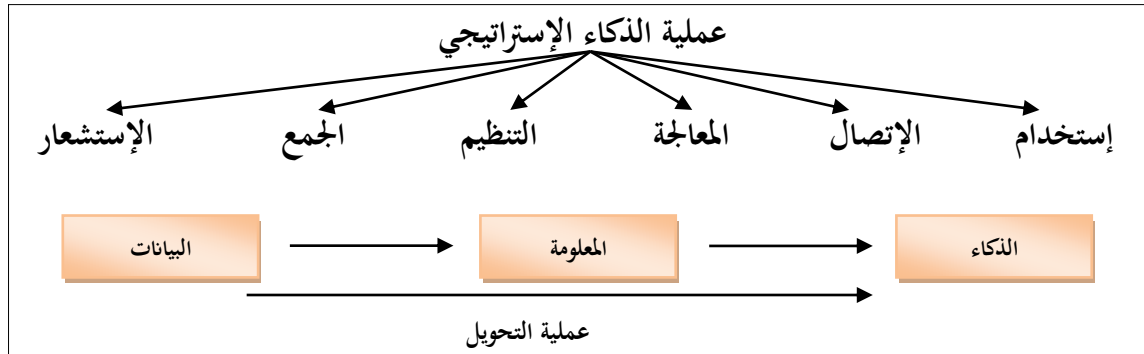 عملية الذكاء الإستراتيجي
إستخدام الإتصال المعالجة التنظيم الجمع الإستشعار
الذكاء المعلومة البيانات
عملية التحويل